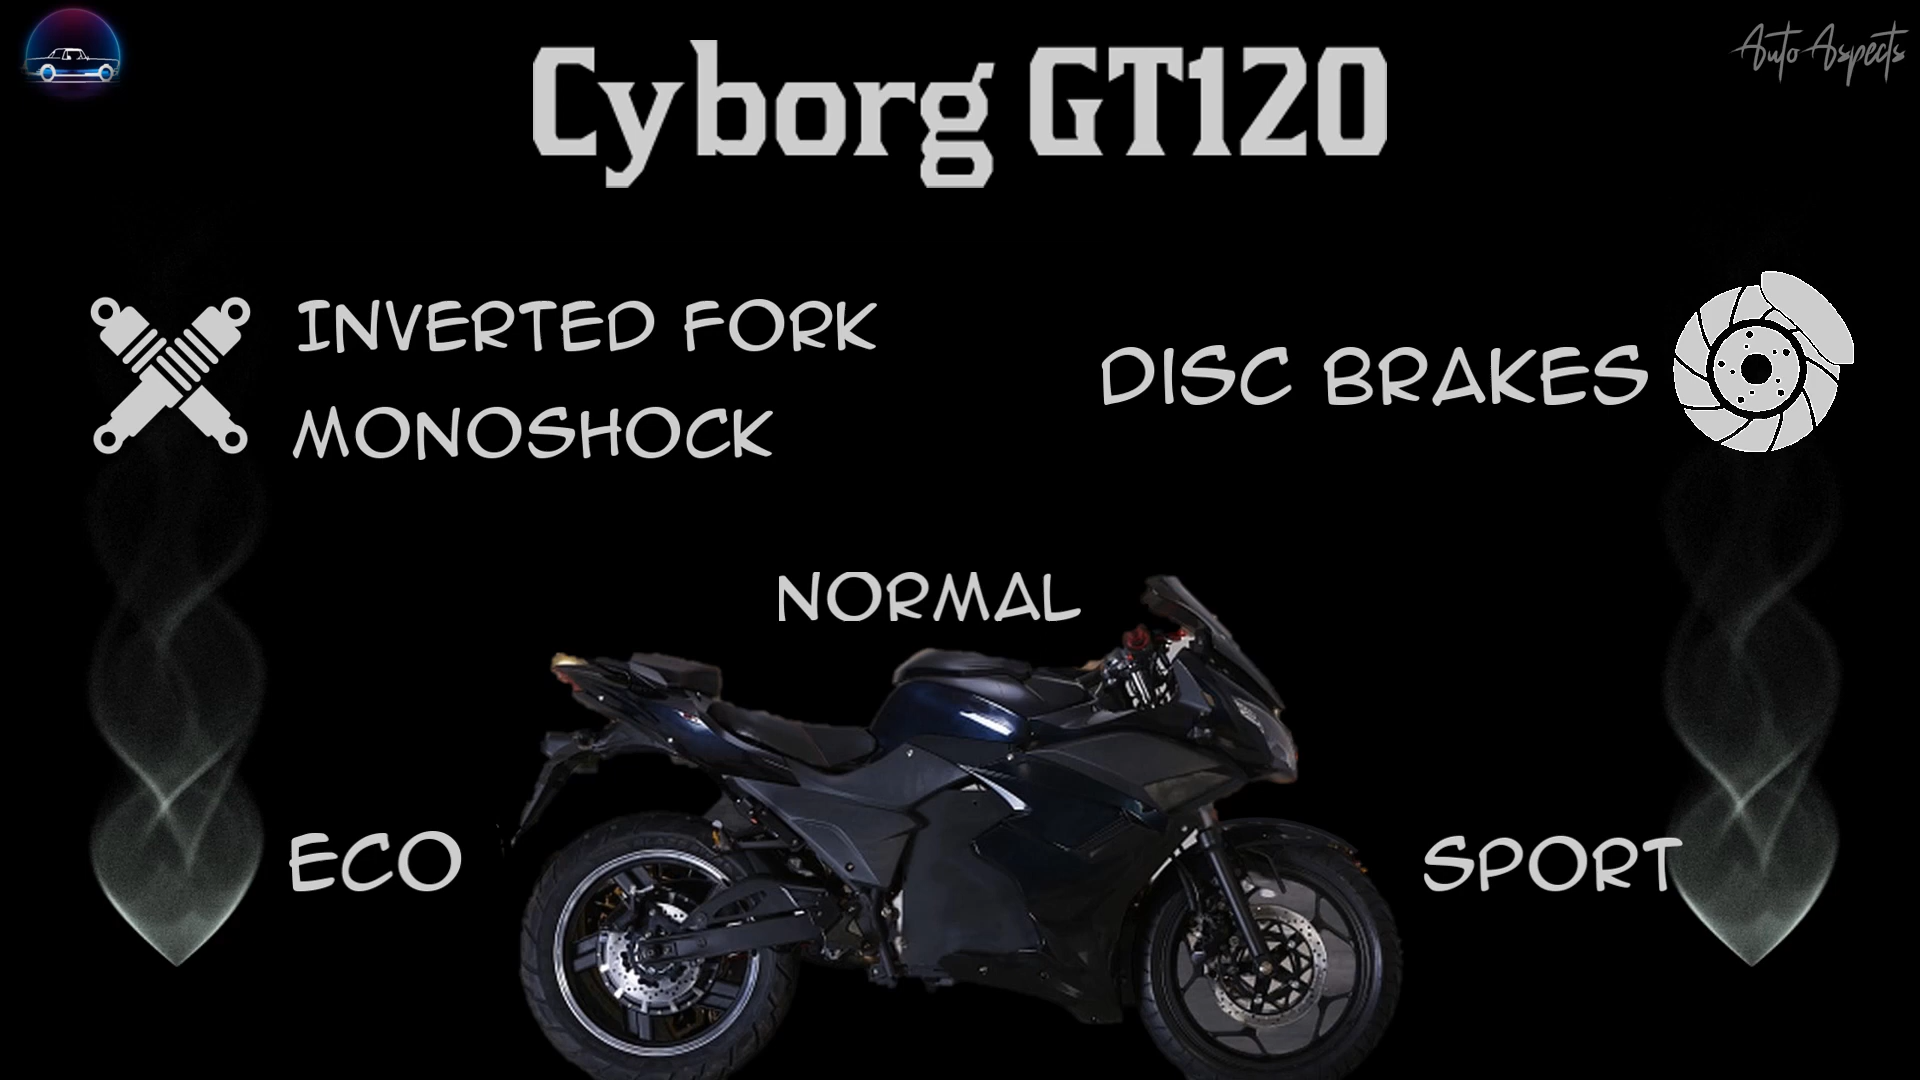 Auto Aspects
Cyborg GT120
INVERTED FORK
MONOSHOCK
DISC BRAKES
NORMAL
ECO
SPORT